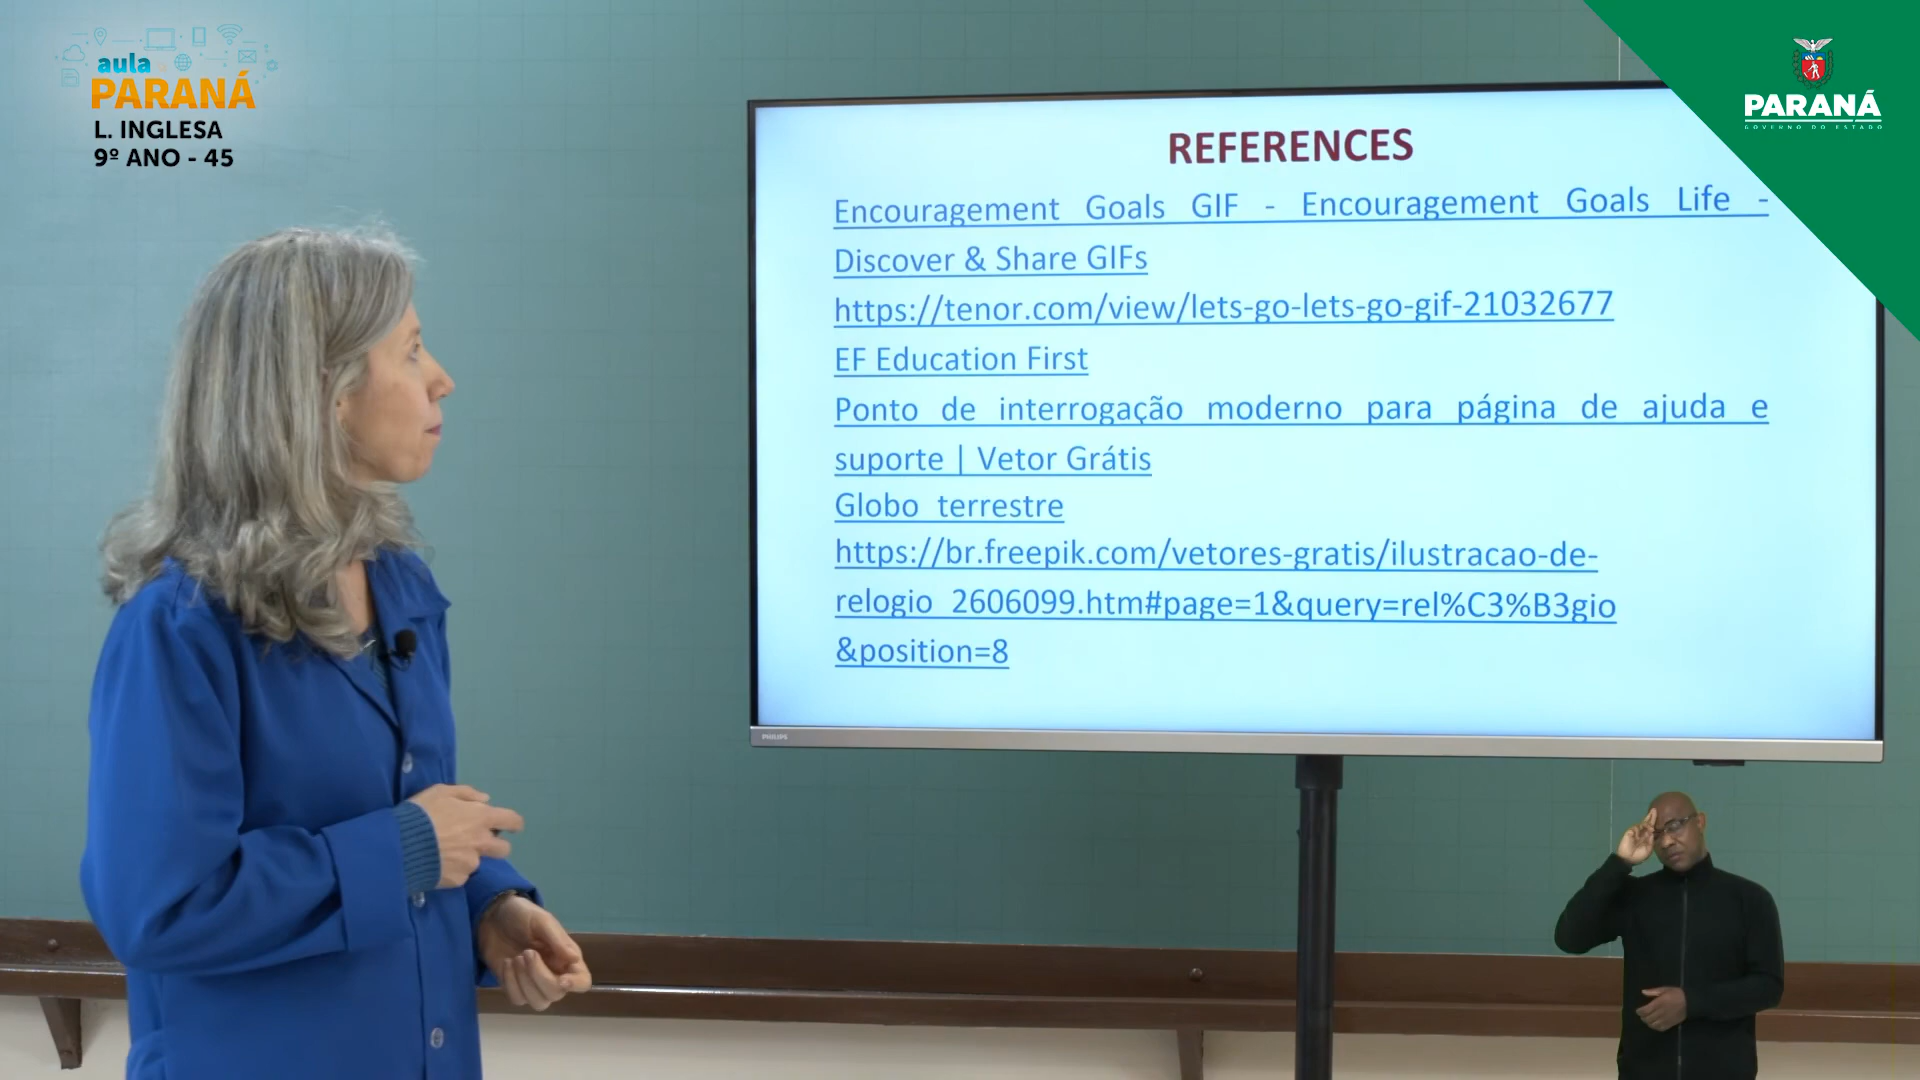 aula
PARANÁ
L. INGLESA
9º ANO - 45
PARANÁ
GOVERNO DO ESTADO
REFERENCES
Encouragement Goals GIF - Encouragement Goals Life -
Discover & Share GIFs
https://tenor.com/view/lets-go-lets-go-gif-21032677
EF Education First
Ponto de interrogação moderno para página de ajuda e
suporte | Vetor Grátis
Globo terrestre
https://br.freepik.com/vetores-gratis/ilustracao-de-
relogio 2606099.htm#page=1&query=rel%C3%B3gio
&position=8
PHILIPS